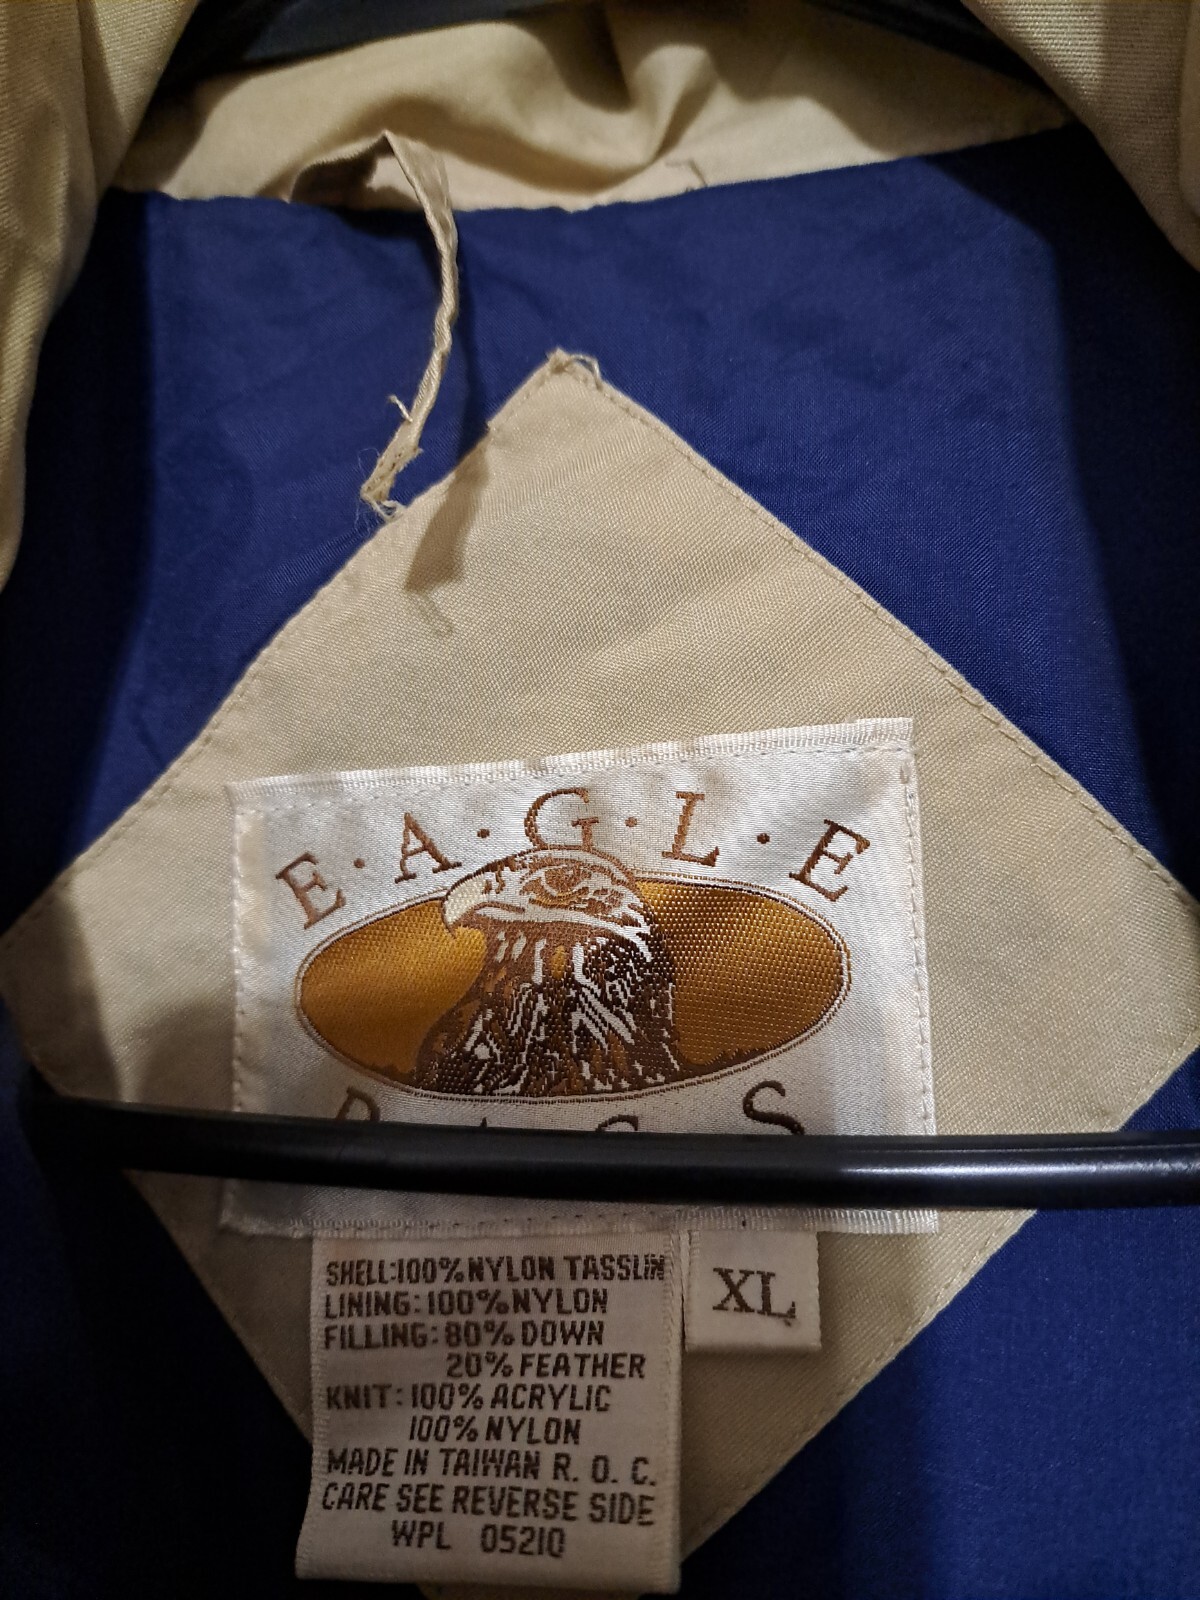 E·A·G·L·E
PASS
SHELL:100%NYLON TASSLIN
LINING:100%NYLON
FILLING:80%DOWN
20%FEATHER
KNIT:100%ACRYLIC
100%NYLON
MADE IN TAIWAN R.O.C.
CARE SEE REVERSE SIDE
WPL 05210
XL